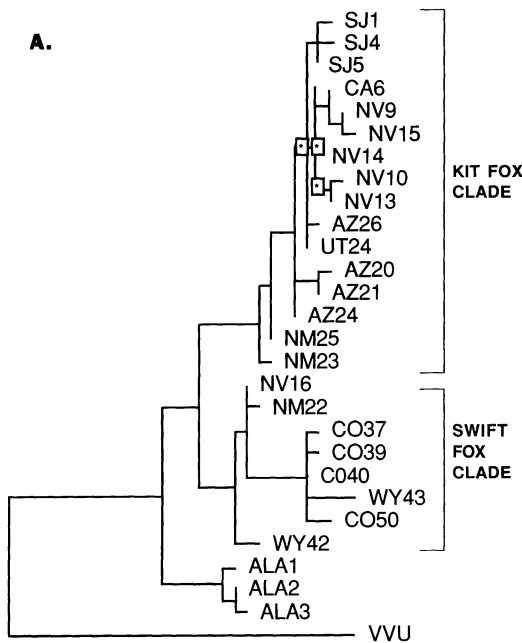 A.
SJ1
SJ4
SJ5
CA6
NV9
NV15
NV14
NV10
NV13
AZ26
UT24
AZ20
AZ21
AZ24
NM25
NM23
KIT FOX
CLADE
NV16
NM22
CO37
CO39
C040
WY43
CO50
WY42
SWIFT
FOX
CLADE
ALA1
ALA2
ALA3
VVU